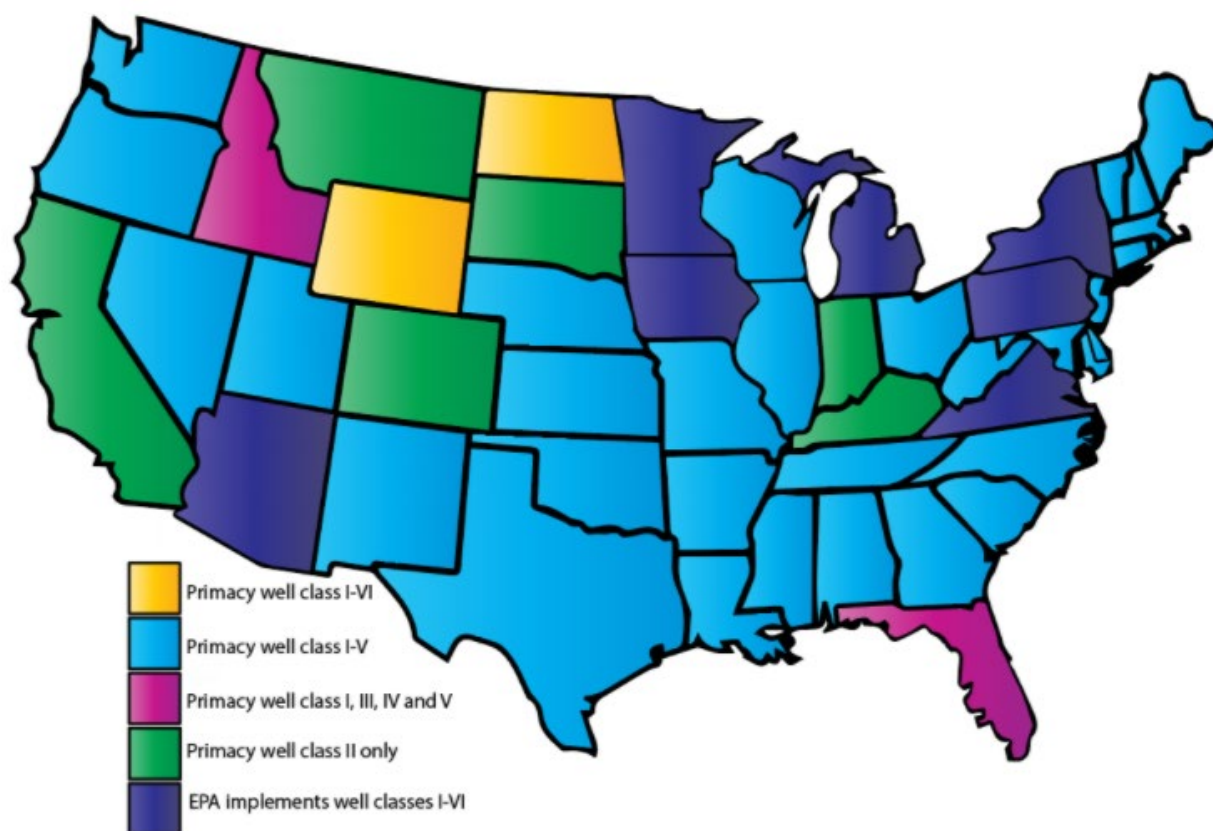 Primacy well class I-VI
Primacy well class I-V
Primacy well class I, III, IV and V
Primacy well class II only
EPA implements well classes I-VI